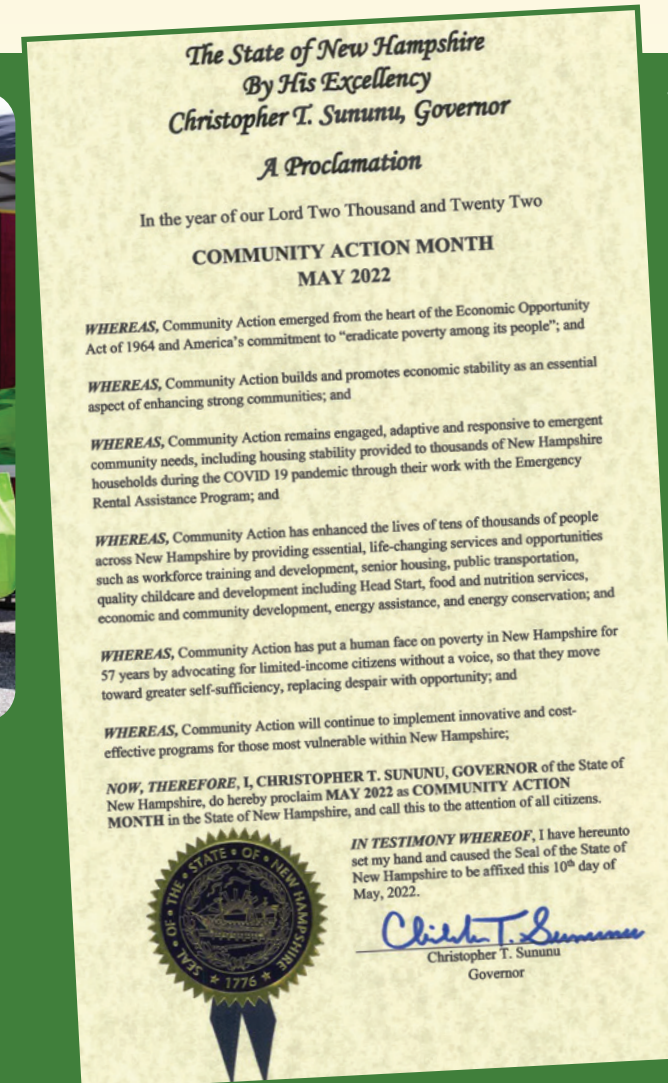 The State of New Hampshire
By His Excellency
Christopher T. Sununu, Governor
A Proclamation
In the year of our Lord Two Thousand and Twenty Two
COMMUNITY ACTION MONTH
MAY 2022
WHEREAS, Community Action emerged from the heart of the Economic Opportunity
Act of 1964 and America's commitment to “eradicate poverty among its people”; and
WHEREAS, Community Action builds and promotes economic stability as an essential
aspect of enhancing strong communities; and
WHEREAS, Community Action remains engaged, adaptive and responsive to emergent
community needs, including housing stability provided to thousands of New Hampshire
households during the COVID 19 pandemic through their work with the Emergency
Rental Assistance Program; and
WHEREAS, Community Action has enhanced the lives of tens of thousands of people
across New Hampshire by providing essential, life-changing services and opportunities
such as workforce training and development, senior housing, public transportation,
quality childcare and development including Head Start, food and nutrition services,
economic and community development, energy assistance, and energy conservation; and
WHEREAS, Community Action has put a human face on poverty in New Hampshire for
57 years by advocating for limited-income citizens without a voice, so that they move
toward greater self-sufficiency, replacing despair with opportunity; and
WHEREAS, Community Action will continue to implement innovative and cost-
effective programs for those most vulnerable within New Hampshire;
NOW, THEREFORE, I, CHRISTOPHER T. SUNUNU, GOVERNOR of the State of
New Hampshire, do hereby proclaim MAY 2022 as COMMUNITY ACTION
MONTH in the State of New Hampshire, and call this to the attention of all citizens.
IN TESTIMONY WHEREOF, I have hereunto
set my hand and caused the Seal of the State of
New Hampshire to be affixed this 10th day of
May, 2022.
Christopher T. Sununu
Christopher T. Sununu
Governor
SEAL • OF • THE • STATE • OF • NEW HAMPSHIRE
★ 1776 ★